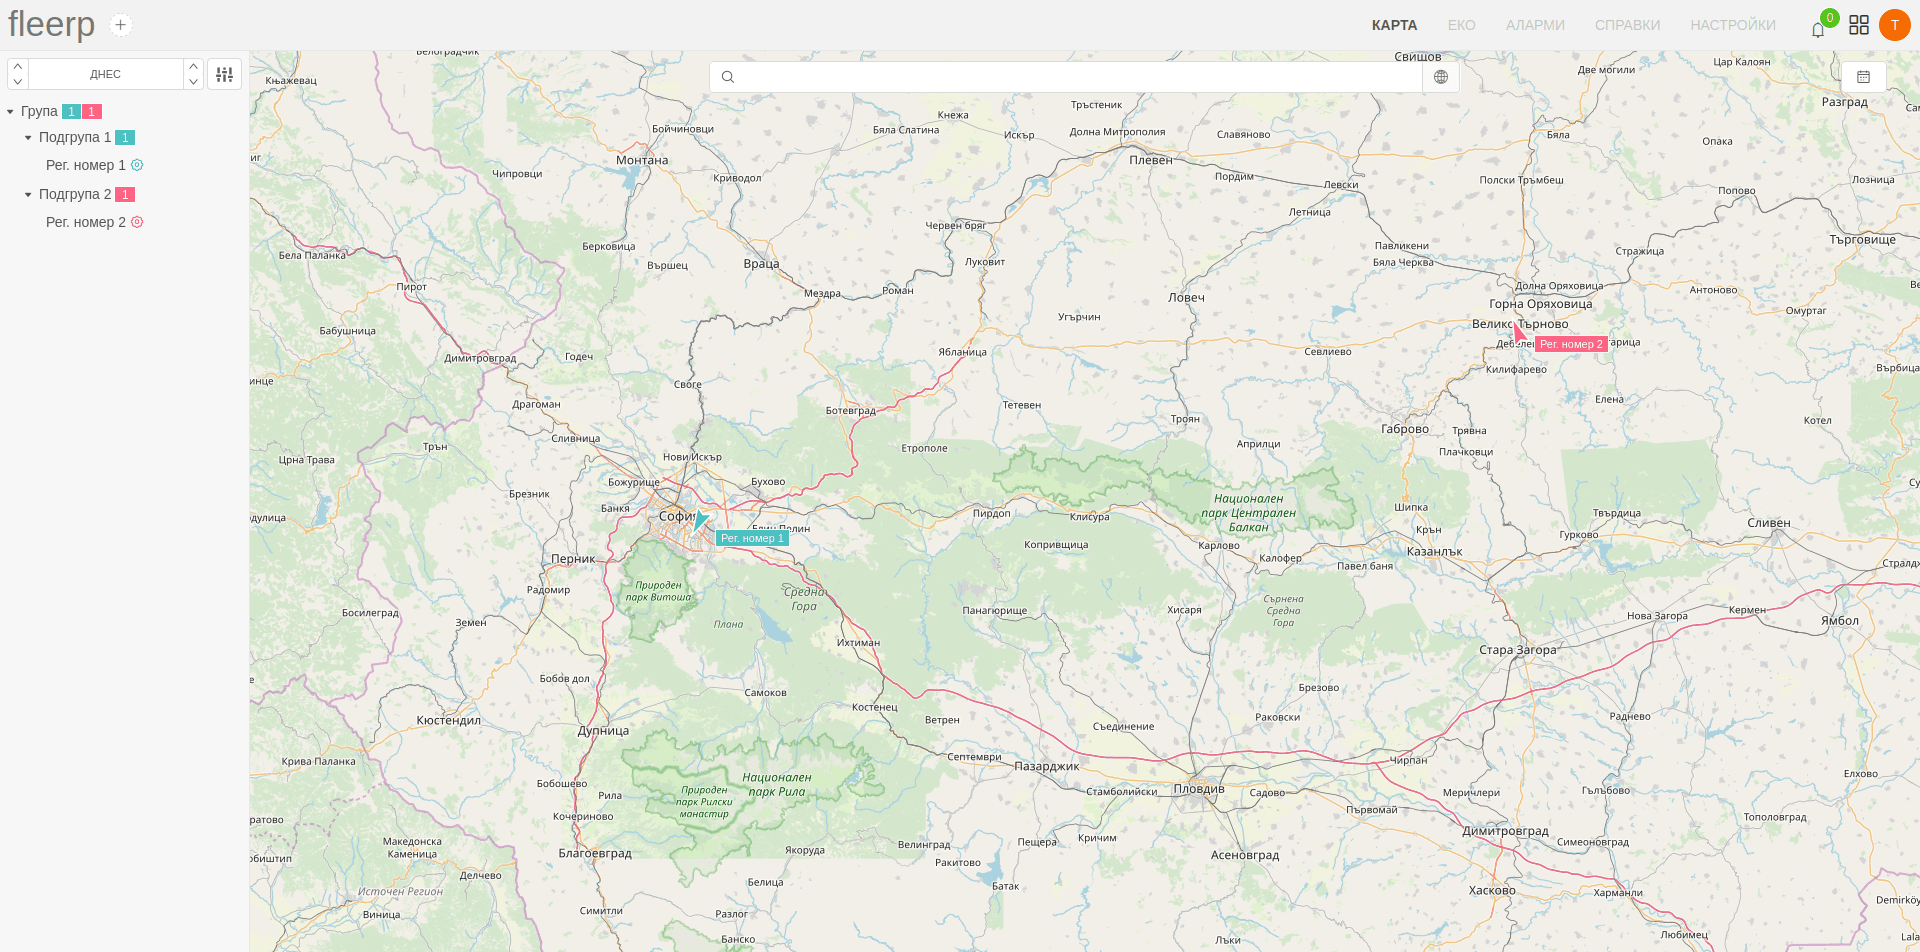 fleerp
КАРТА ЕКО АЛАРМИ СПРАВКИ НАСТРОЙКИ 0 T
ДНЕС
Група 1 1
Подгрупа 1 1
Рег. номер 1
Подгрупа 2 1
Рег. номер 2
Свищов
Две могили
Цар Калоян
Княжевац
Разград
Тръстеник
Кнежа
Бойчиновци
Бяла Слатина
Искър
Долна Митрополия
Славяново
Бяла
Опака
Монтана
Плевен
Чипровци
Криводол
Пордим
Левски
Полски Тръмбеш
Лозница
Попово
Летница
Червен бряг
Търговище
Бела Паланка
Берковица
Вършец
Враца
Луковит
Павликени
Бяла Черква
Стражица
Пирот
Мездра
Роман
Ловеч
Долна Оряховица
Антоново
Горна Оряховица
Омуртаг
Бабушница
Угърчин
Димитровград
Годеч
Ябланица
Севлиево
Рег. номер 2
Килифарево
Върбица
Своге
Драгоман
Ботевград
Тетевен
Троян
Елена
Котел
Трън
Сливница
Етрополе
Априлци
Габрово
Трявна
Плачковци
Црна Трава
Нови Искър
Божурище
Бухово
Брезник
Банкя
Пирдоп
Клисура
Национален
парк Централен
Балкан
Шипка
Твърдица
Сливен
Рег. номер 1
Перник
Копривщица
Карлово
Калофер
Крън
Казанлък
Павел баня
Гурково
Радомир
Природен
парк Витоша
Средна
Гора
Панагюрище
Хисаря
Сърнена
Средна
Гора
Нова Загора
Кермен
Ямбол
Босилеград
Земен
Плана
Ихтиман
Стара Загора
Бобов дол
Самоков
Костенец
Брезово
Кюстендил
Ветрен
Съединение
Раковски
Раднево
Дупница
Крива Паланка
Септември
Пазарджик
Чирпан
Елхово
Бобошево
Рила
Национален
парк Рила
Природен
парк Рилски
манастир
Стамболийски
Пловдив
Садово
Меричлери
Гълъбово
Първомай
Кочериново
Тополовград
Македонска
Каменица
Благоевград
Якоруда
Велинград
Пещера
Кричим
Асеновград
Димитровград
Симеоновград
Ракитово
Делчево
Источен Регион
Белица
Батак
Хасково
Харманли
Виница
Симитли
Разлог
Банско
Лъки
Любимец